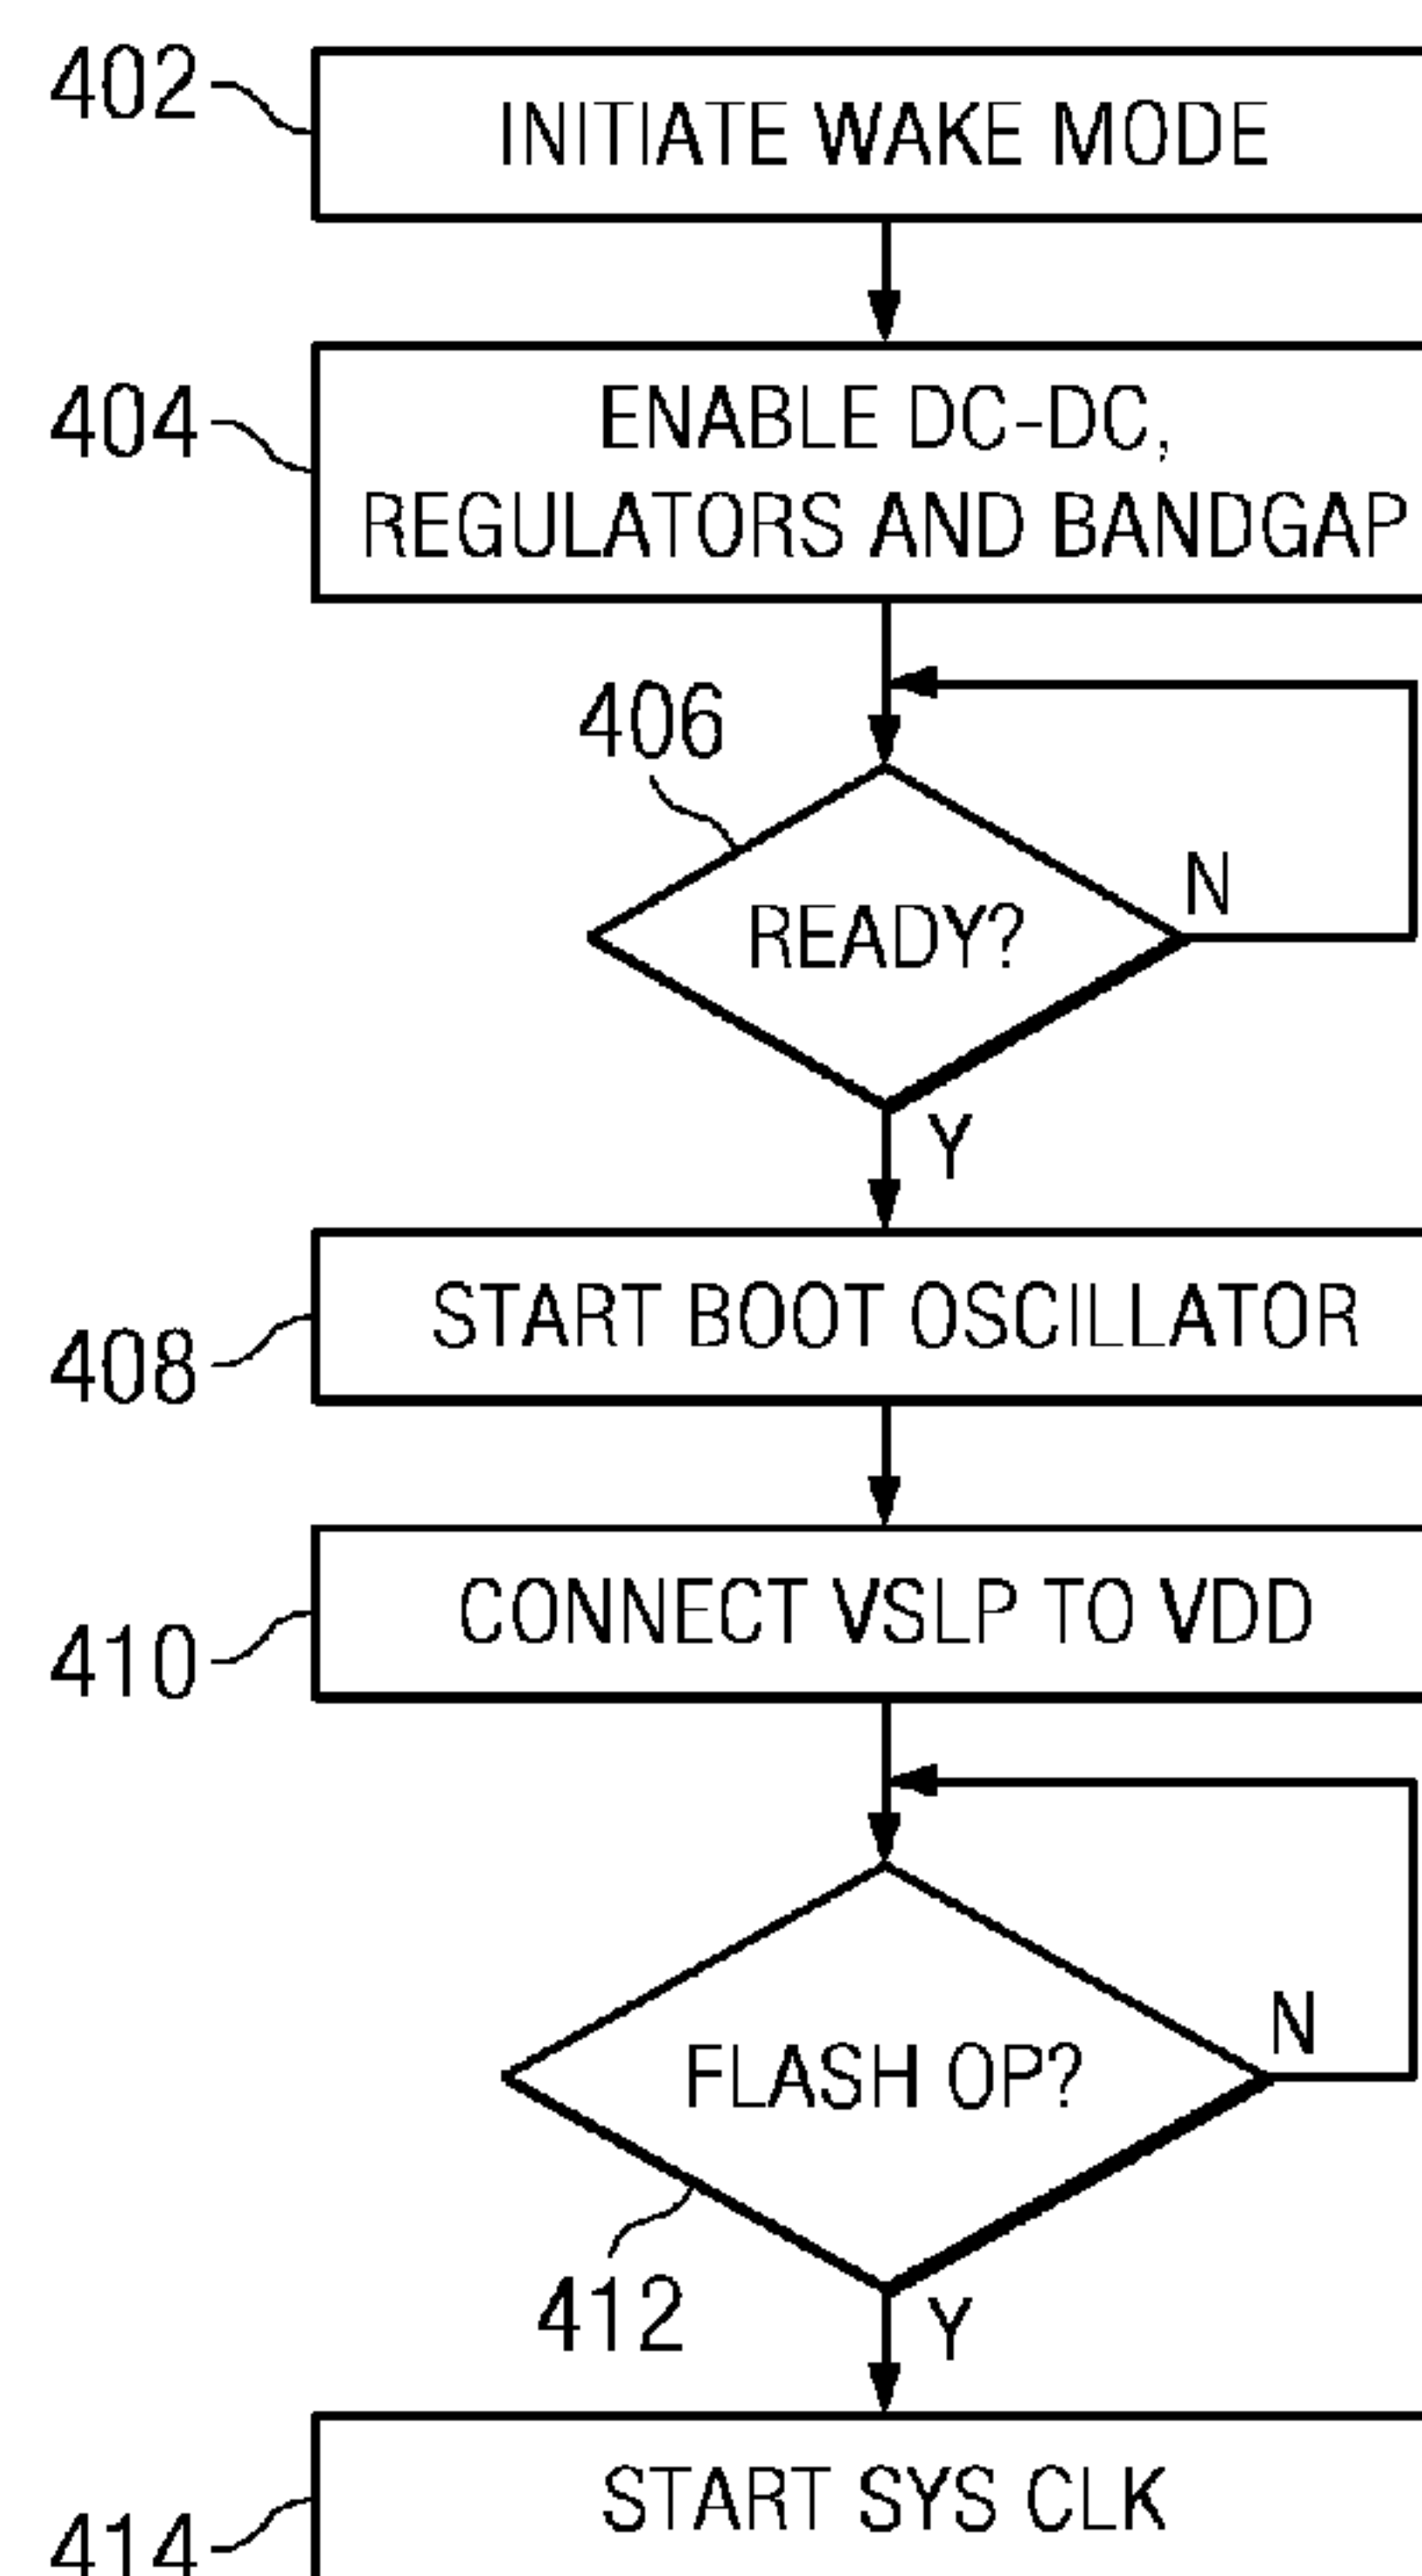 402
INITIATE WAKE MODE
404
ENABLE DC-DC,
REGULATORS AND BANDGAP
406
READY?
N
Y
START BOOT OSCILLATOR
408
CONNECT VSLP TO VDD
410
FLASH OP?
N
412
Y
START SYS CLK
414